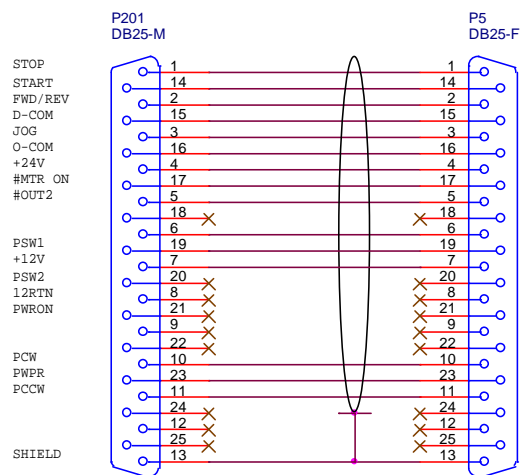 P201
DB25-M
P5
DB25-F
STOP
START
FWD/REV
D-COM
JOG
O-COM
+24V
#MTR ON
#OUT2
PSW1
+12V
PSW2
12RTN
PWRON
PCW
PWPR
PCCW
SHIELD
1
14
2
15
3
16
4
17
5
18
6
19
7
20
8
21
9
22
10
23
11
24
12
25
13
1
14
2
15
3
16
4
17
5
18
6
19
7
20
8
21
9
22
10
23
11
24
12
25
13